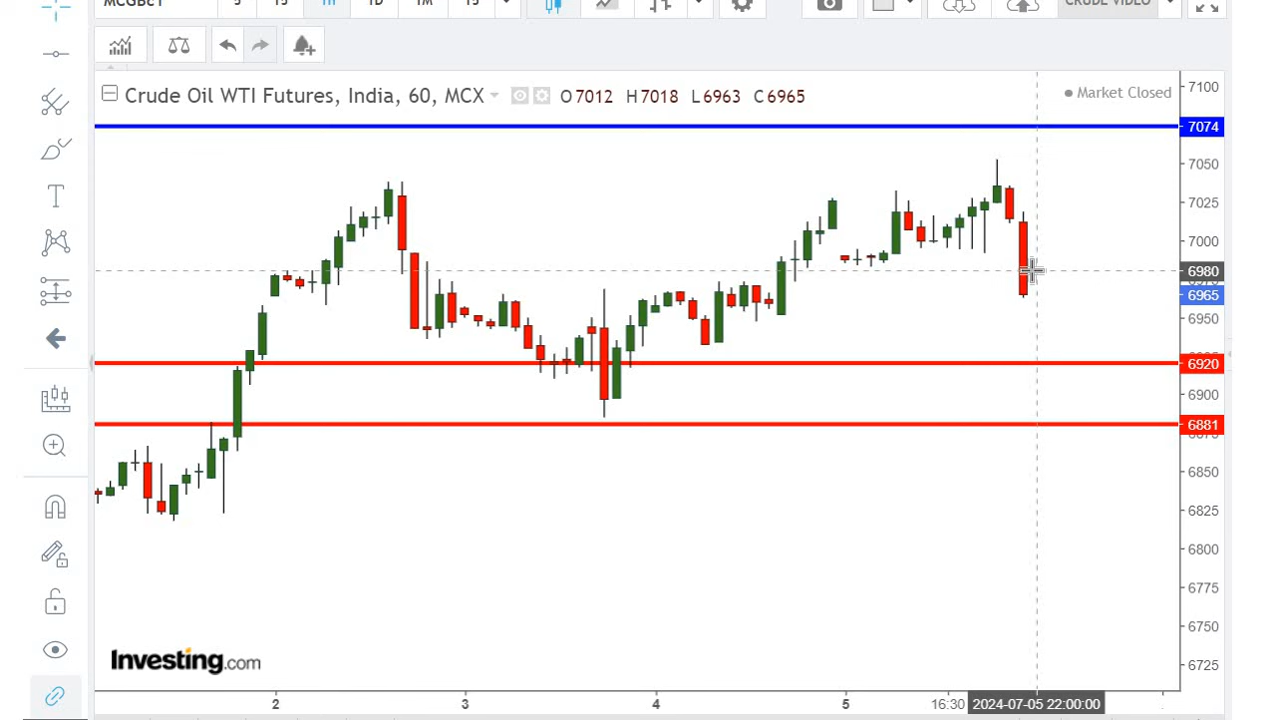 MCGBc1 5 15 1H 1D 1M 15 CRUDE VIDEO
Crude Oil WTI Futures, India, 60, MCX O7012 H7018 L6963 C6965
Market Closed
7100
7074
7050
7025
7000
6980
6965
6950
6920
6900
6881
6850
6825
6800
6775
6750
6725
T
Investing.com
2 3 4 5 16:30 2024-07-05 22:00:00